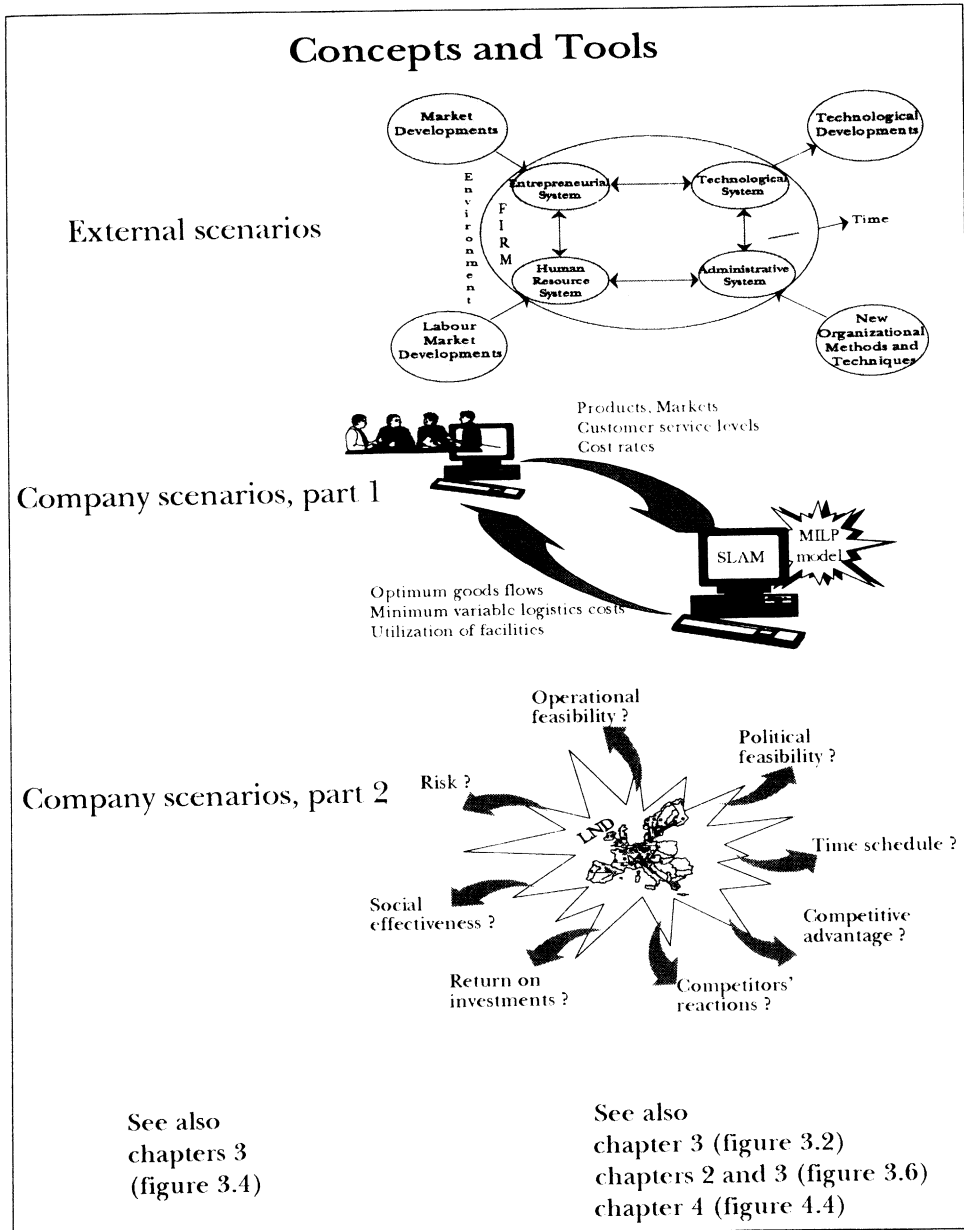 Concepts and Tools
External scenarios
Market
Developments
Technological
Developments
Environment
FIRM
Entrepreneurial
System
Technological
System
Time
Human
Resource
System
Administrative
System
Labour
Market
Developments
New
Organizational
Methods and
Techniques
Company scenarios, part 1
Products, Markets
Customer service levels
Cost rates
SLAM
MILP
model
Optimum goods flows
Minimum variable logistics costs
Utilization of facilities
Company scenarios, part 2
Operational
feasibility ?
Political
feasibility ?
Risk ?
LND
Time schedule ?
Social
effectiveness ?
Competitive
advantage ?
Return on
investments ?
Competitors'
reactions ?
See also
chapters 3
(figure 3.4)
See also
chapter 3 (figure 3.2)
chapters 2 and 3 (figure 3.6)
chapter 4 (figure 4.4)